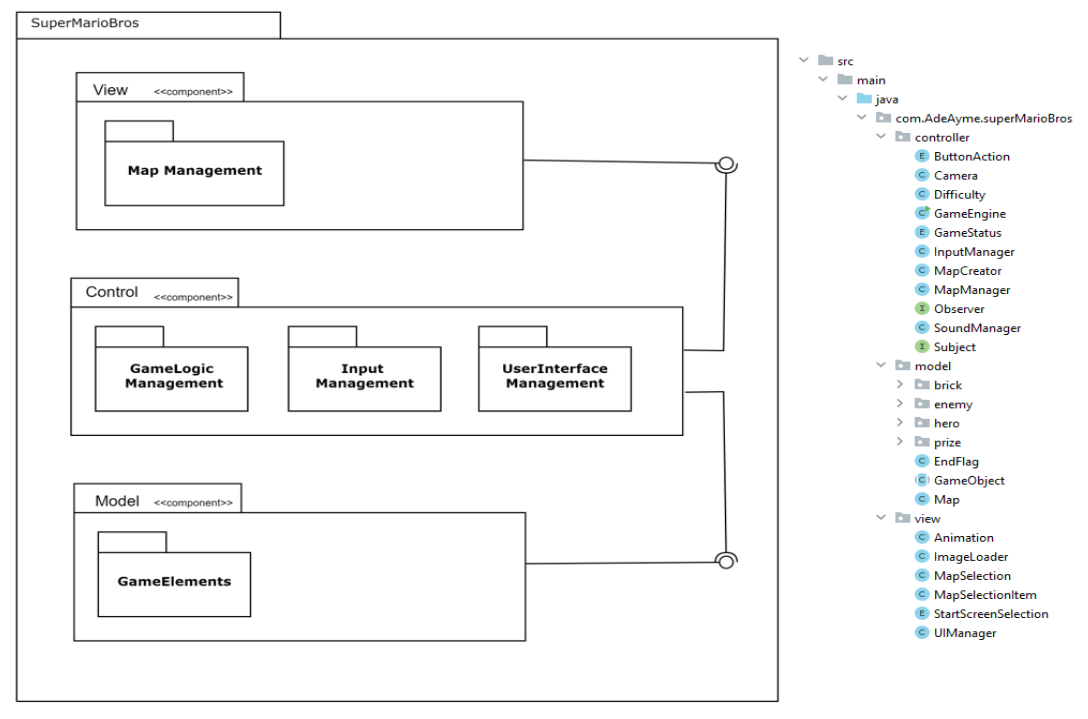 SuperMarioBros
View <<component>>
Map Management
Control <<component>>
GameLogic
Management
Input
Management
UserInterface
Management
Model <<component>>
GameElements
src
main
java
com.AdeAyme.superMarioBros
controller
E ButtonAction
C Camera
C Difficulty
C GameEngine
E GameStatus
C InputManager
C MapCreator
C MapManager
I Observer
C SoundManager
I Subject
model
brick
enemy
hero
prize
C EndFlag
C GameObject
C Map
view
C Animation
C ImageLoader
C MapSelection
C MapSelectionItem
E StartScreenSelection
C UIManager